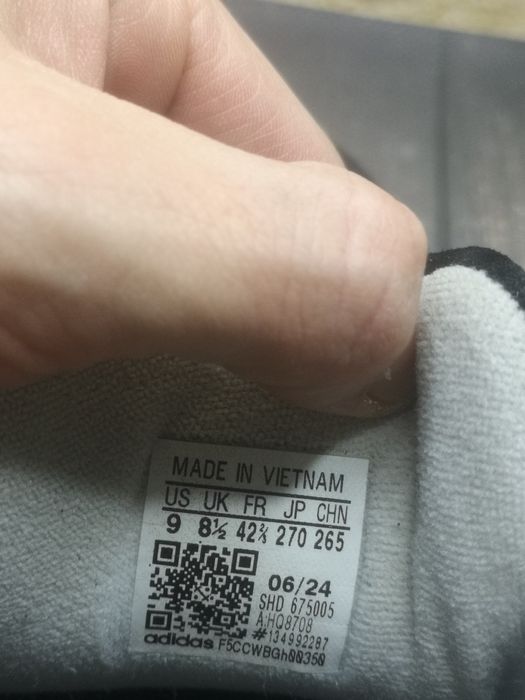 MADE IN VIETNAM
US UK FR JP CHN
9 8½ 42⅔ 270 265
06/24
SHD 675005
A:HQ8708
#134992287
adidas F5CCWBGh00350